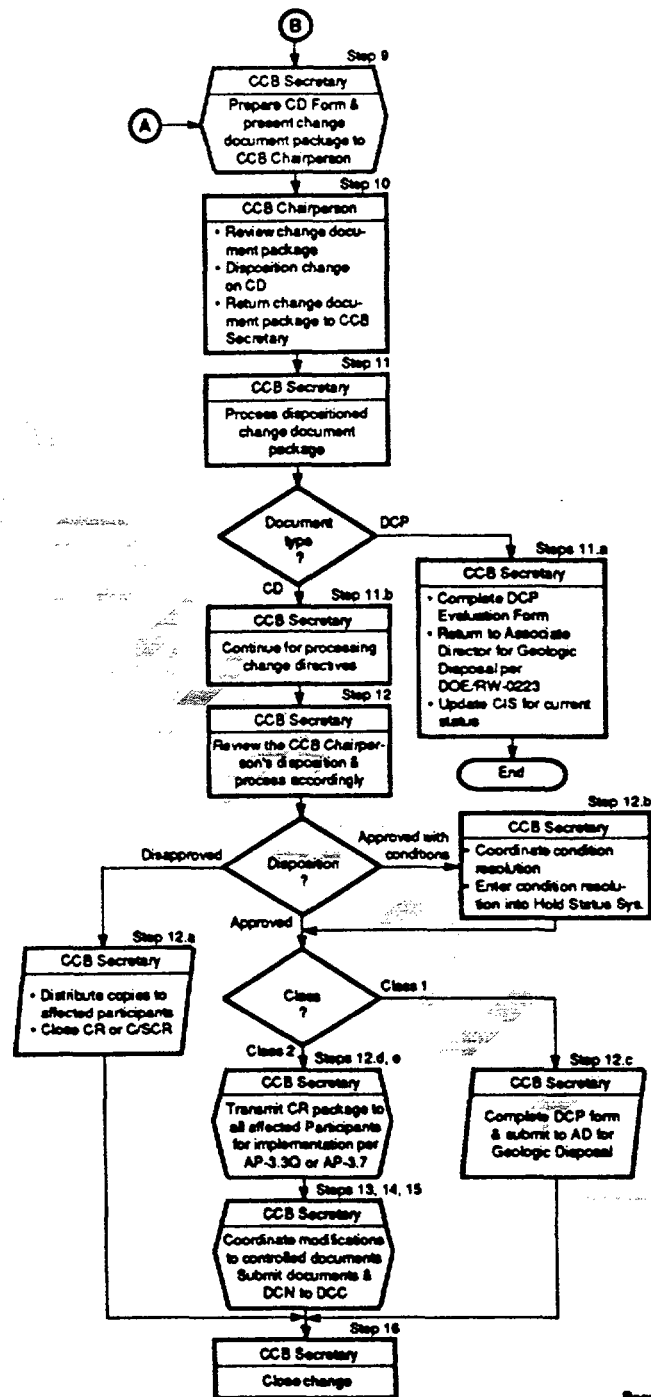 B
Step 9
CCB Secretary
Prepare CD Form &
present change
document package to
CCB Chairperson
A
Step 10
CCB Chairperson
• Review change docu-
ment package
• Disposition change
on CD
• Return change docu-
ment package to CCB
Secretary
Step 11
CCB Secretary
Process dispositioned
change document
package
Document
type
?
DCP
CD
Steps 11.a
CCB Secretary
• Complete DCP
Evaluation Form
• Return to Associate
Director for Geologic
Disposal per
DOE/RW-0223
• Update CIS for current
status
End
Step 11.b
CCB Secretary
Continue for processing
change directives
Step 12
CCB Secretary
Review the CCB Chairper-
son's disposition &
process accordingly
Disposition
?
Disapproved
Approved with
conditions
Approved
Step 12.b
CCB Secretary
- Coordinate condition
resolution
- Enter condition resolu-
tion into Hold Status Sys.
Step 12.a
CCB Secretary
• Distribute copies to
affected participants
• Close CR or C/SCR
Class
?
Class 1
Class 2
Steps 12.d, e
CCB Secretary
Transmit CR package to
all affected Participants
for implementation per
AP-3.3Q or AP-3.7
Step 12.c
CCB Secretary
Complete DCP form
& submit to AD for
Geologic Disposal
Steps 13, 14, 15
CCB Secretary
Coordinate modifications
to controlled documents
Submit documents &
DCN to DCC
Step 16
CCB Secretary
Close change